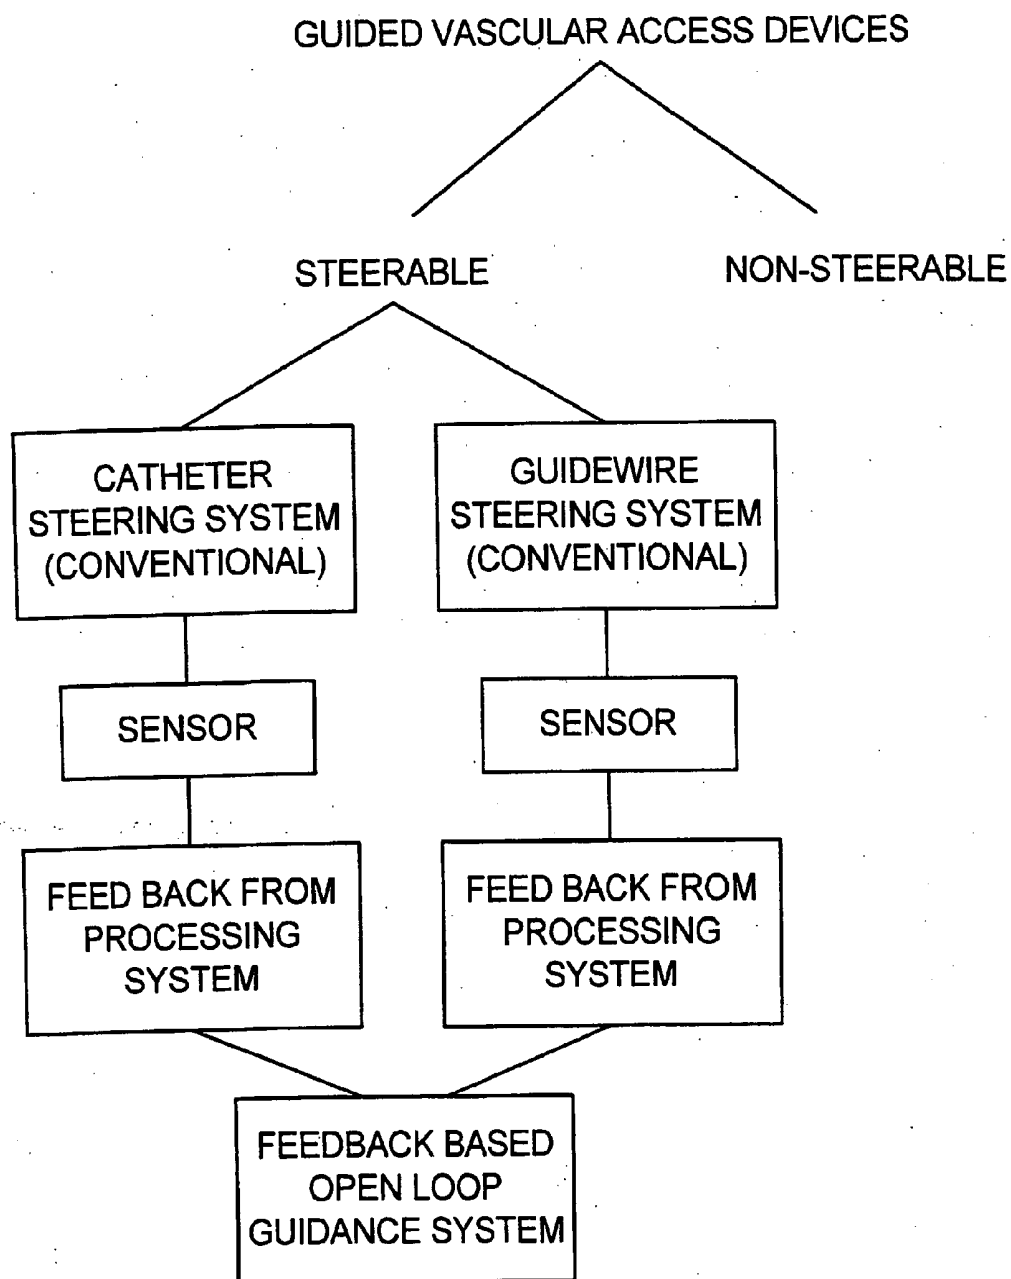 GUIDED VASCULAR ACCESS DEVICES
STEERABLE
NON-STEERABLE
CATHETER
STEERING SYSTEM
(CONVENTIONAL)
GUIDEWIRE
STEERING SYSTEM
(CONVENTIONAL)
SENSOR
SENSOR
FEED BACK FROM
PROCESSING
SYSTEM
FEED BACK FROM
PROCESSING
SYSTEM
FEEDBACK BASED
OPEN LOOP
GUIDANCE SYSTEM